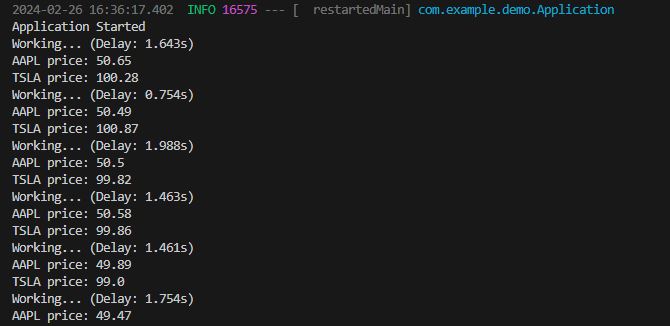 2024-02-26 16:36:17.402  INFO 16575 --- [  restartedMain] com.example.demo.Application
Application Started
Working... (Delay: 1.643s)
AAPL price: 50.65
TSLA price: 100.28
Working... (Delay: 0.754s)
AAPL price: 50.49
TSLA price: 100.87
Working... (Delay: 1.988s)
AAPL price: 50.5
TSLA price: 99.82
Working... (Delay: 1.463s)
AAPL price: 50.58
TSLA price: 99.86
Working... (Delay: 1.461s)
AAPL price: 49.89
TSLA price: 99.0
Working... (Delay: 1.754s)
AAPL price: 49.47